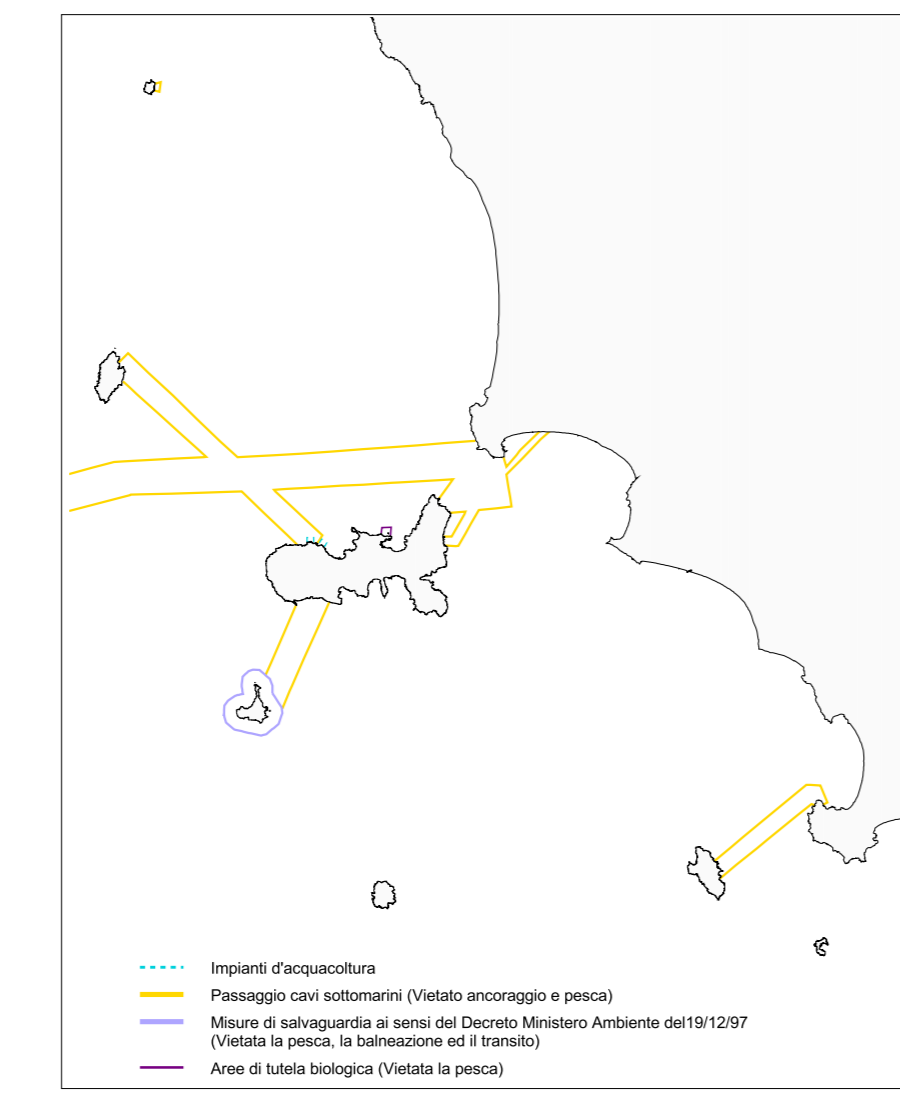 Impianti d'acquacoltura
Passaggio cavi sottomarini (Vietato ancoraggio e pesca)
Misure di salvaguardia ai sensi del Decreto Ministero Ambiente del19/12/97
(Vietata la pesca, la balneazione ed il transito)
Aree di tutela biologica (Vietata la pesca)